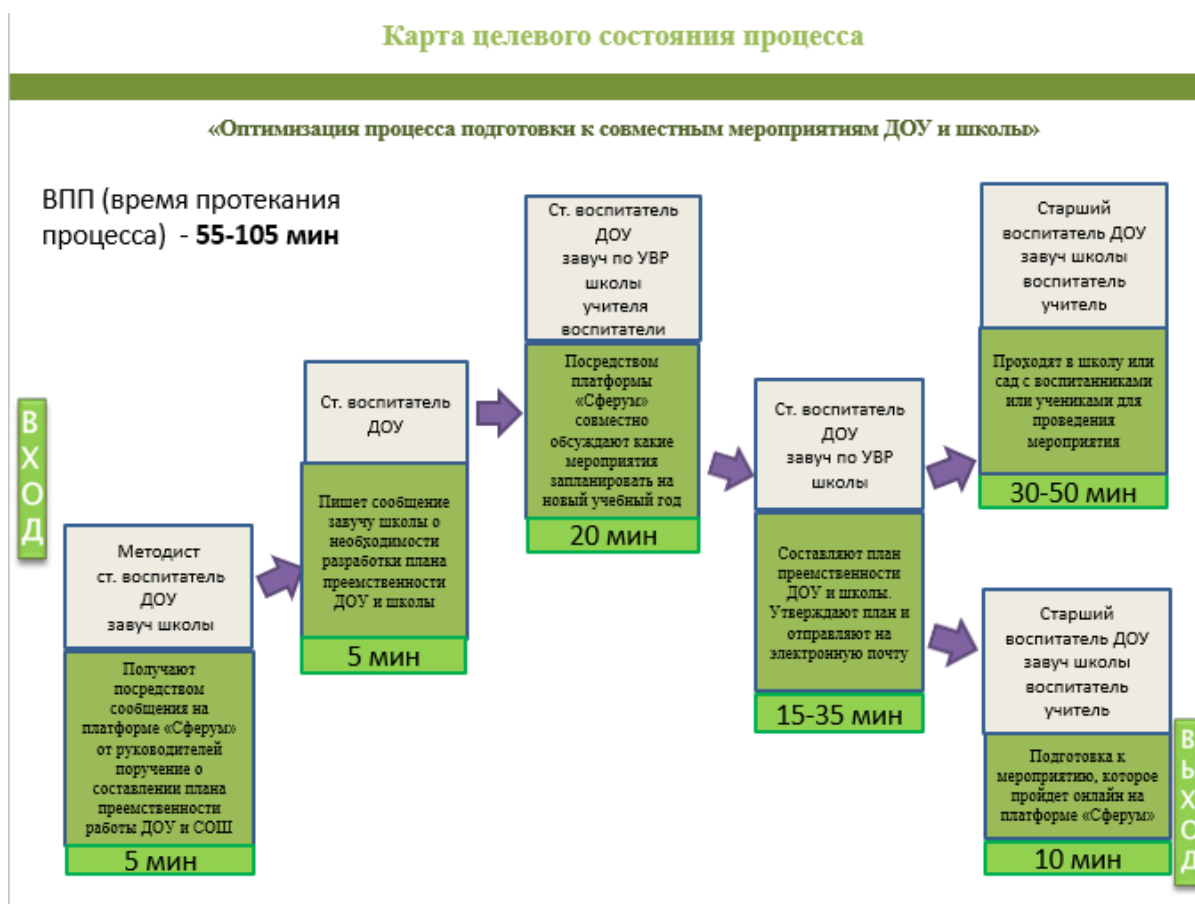 Карта целевого состояния процесса
«Оптимизация процесса подготовки к совместным мероприятиям ДОУ и школы»
ВПП (время протекания
процесса) - 55-105 мин
ВХОД
Методист
ст. воспитатель
ДОУ
завуч школы
Получают
посредством
сообщения на
платформе «Сферум»
от руководителей
поручение о
составлении плана
преемственности
работы ДОУ и СОШ
5 мин
Ст. воспитатель
ДОУ
Пишет сообщение
завучу школы о
необходимости
разработки плана
преемственности
ДОУ и школы
5 мин
Ст. воспитатель
ДОУ
завуч по УВР
школы
учителя
воспитатели
Посредством
платформы
«Сферум»
совместно
обсуждают какие
мероприятия
запланировать на
новый учебный год
20 мин
Ст. воспитатель
ДОУ
завуч по УВР
школы
Составляют план
преемственности
ДОУ и школы.
Утверждают план и
отправляют на
электронную почту
15-35 мин
Старший
воспитатель ДОУ
завуч школы
воспитатель
учитель
Проходят в школу или
сад с воспитанниками
или учениками для
проведения
мероприятия
30-50 мин
Старший
воспитатель ДОУ
завуч школы
воспитатель
учитель
Подготовка к
мероприятию, которое
пройдет онлайн на
платформе «Сферум»
10 мин
ВЫХОД